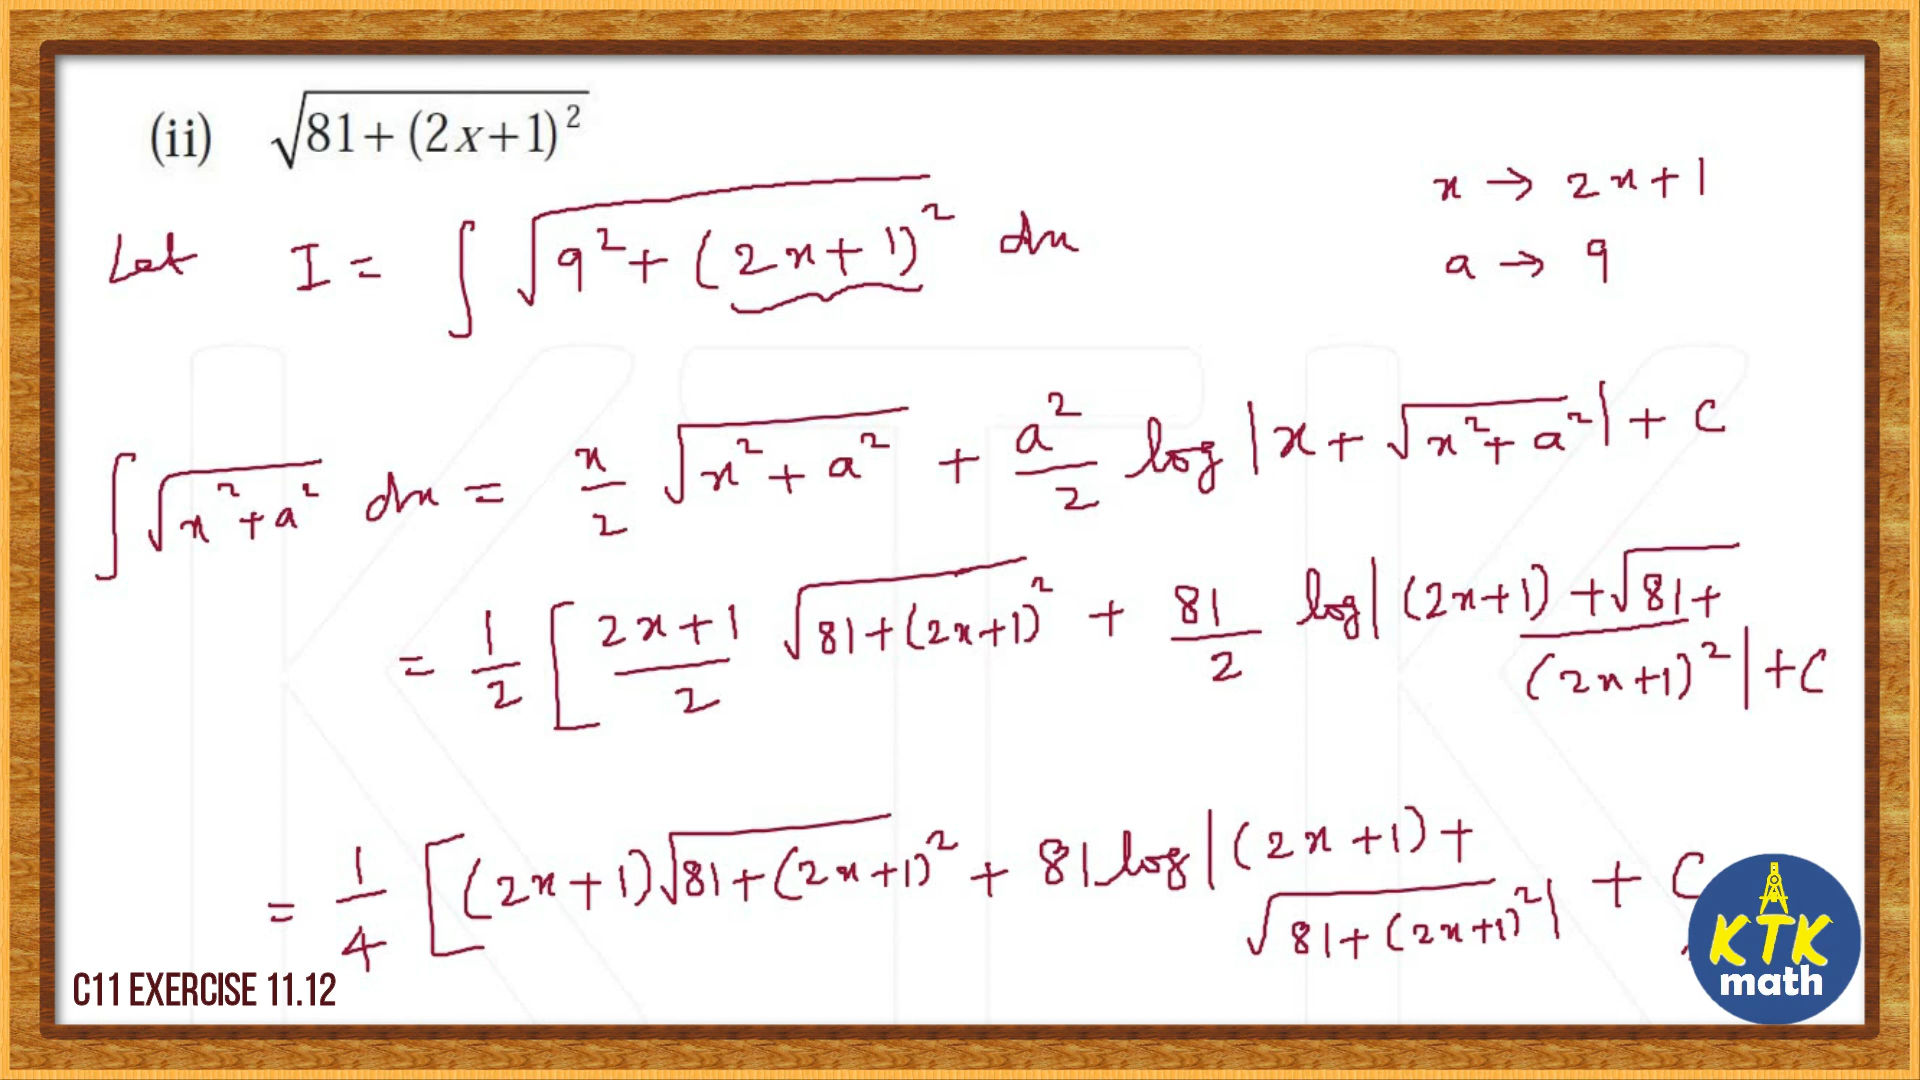 (ii) √81+(2x+1)²
x → 2x+1
Let I = ∫ √9²+(2x+1)² dx
a → 9
∫ √x²+a² dx = x/2 √x²+a² + a²/2 log|x+√x²+a²| + C
= 1/2 [ 2x+1/2 √81+(2x+1)² + 81/2 log|(2x+1)+√81+
(2x+1)²|+C
= 1/4 [(2x+1)√81+(2x+1)² + 81 log|(2x+1)+
√81+(2x+1)²| + C
C11 EXERCISE 11.12
KTK
math